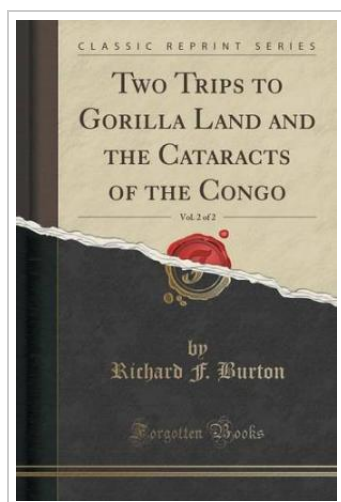 CLASSIC REPRINT SERIES
TWO TRIPS TO
GORILLA LAND AND
THE CATARACTS
OF THE CONGO
Vol. 2 of 2
F
by
Richard F. Burton
Forgotten Books